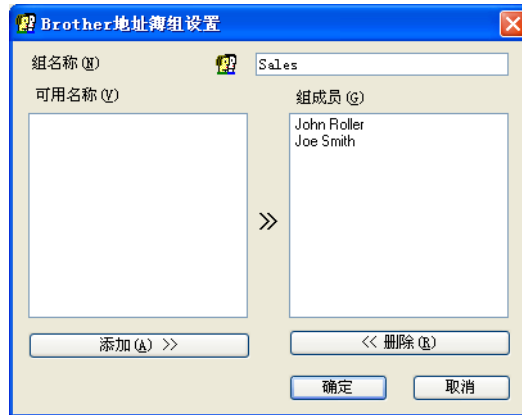 Brother地址簿组设置
组名称(N)
Sales
可用名称(V)
组成员(G)
John Roller
Joe Smith
添加(A) >>
<< 删除(R)
确定
取消